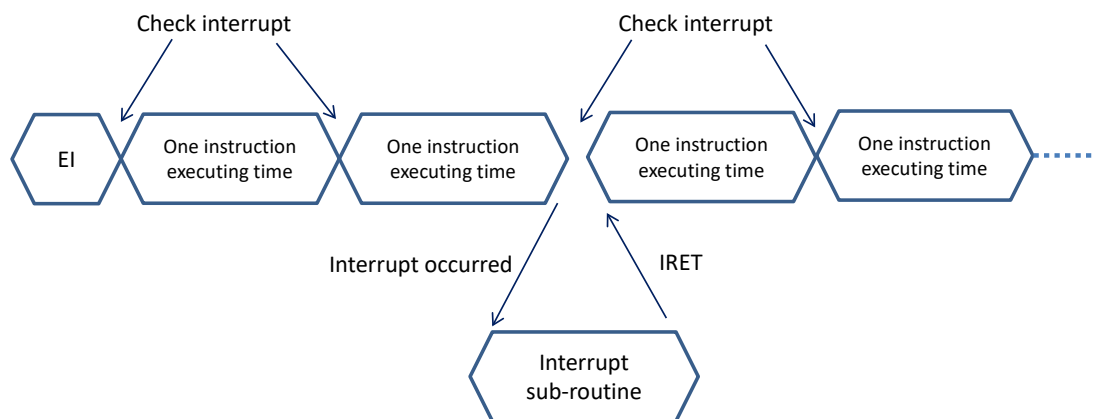 Check interrupt
Check interrupt
EI
One instruction
executing time
One instruction
executing time
One instruction
executing time
One instruction
executing time
Interrupt occurred
IRET
Interrupt
sub-routine